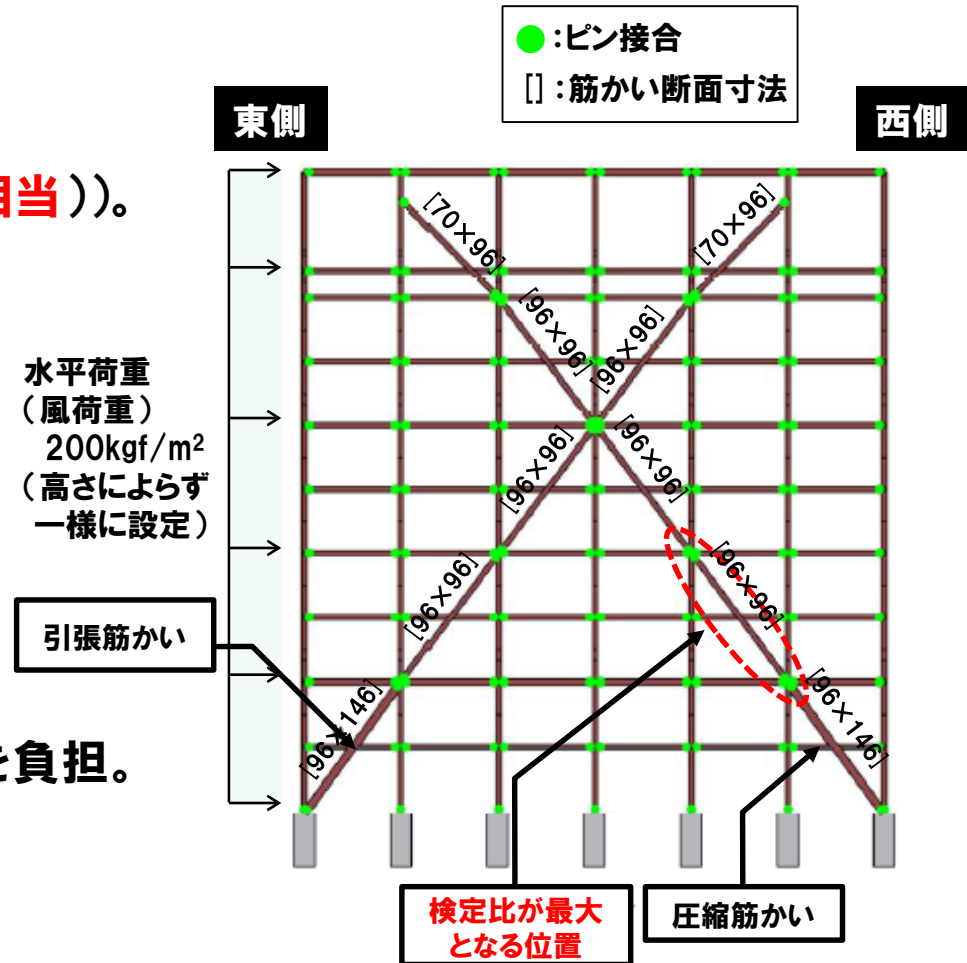 ●:ピン接合
[]:筋かい断面寸法
東側
西側
相当))。
[70×96]
[70×96]
[96×96]
[96×96]
水平荷重
(風荷重)
200kgf/m²
(高さによらず
一様に設定)
[96×96]
[96×96]
[96×96]
[96×96]
引張筋かい
[96×146]
[96×146]
を負担。
検定比が最大
となる位置
圧縮筋かい